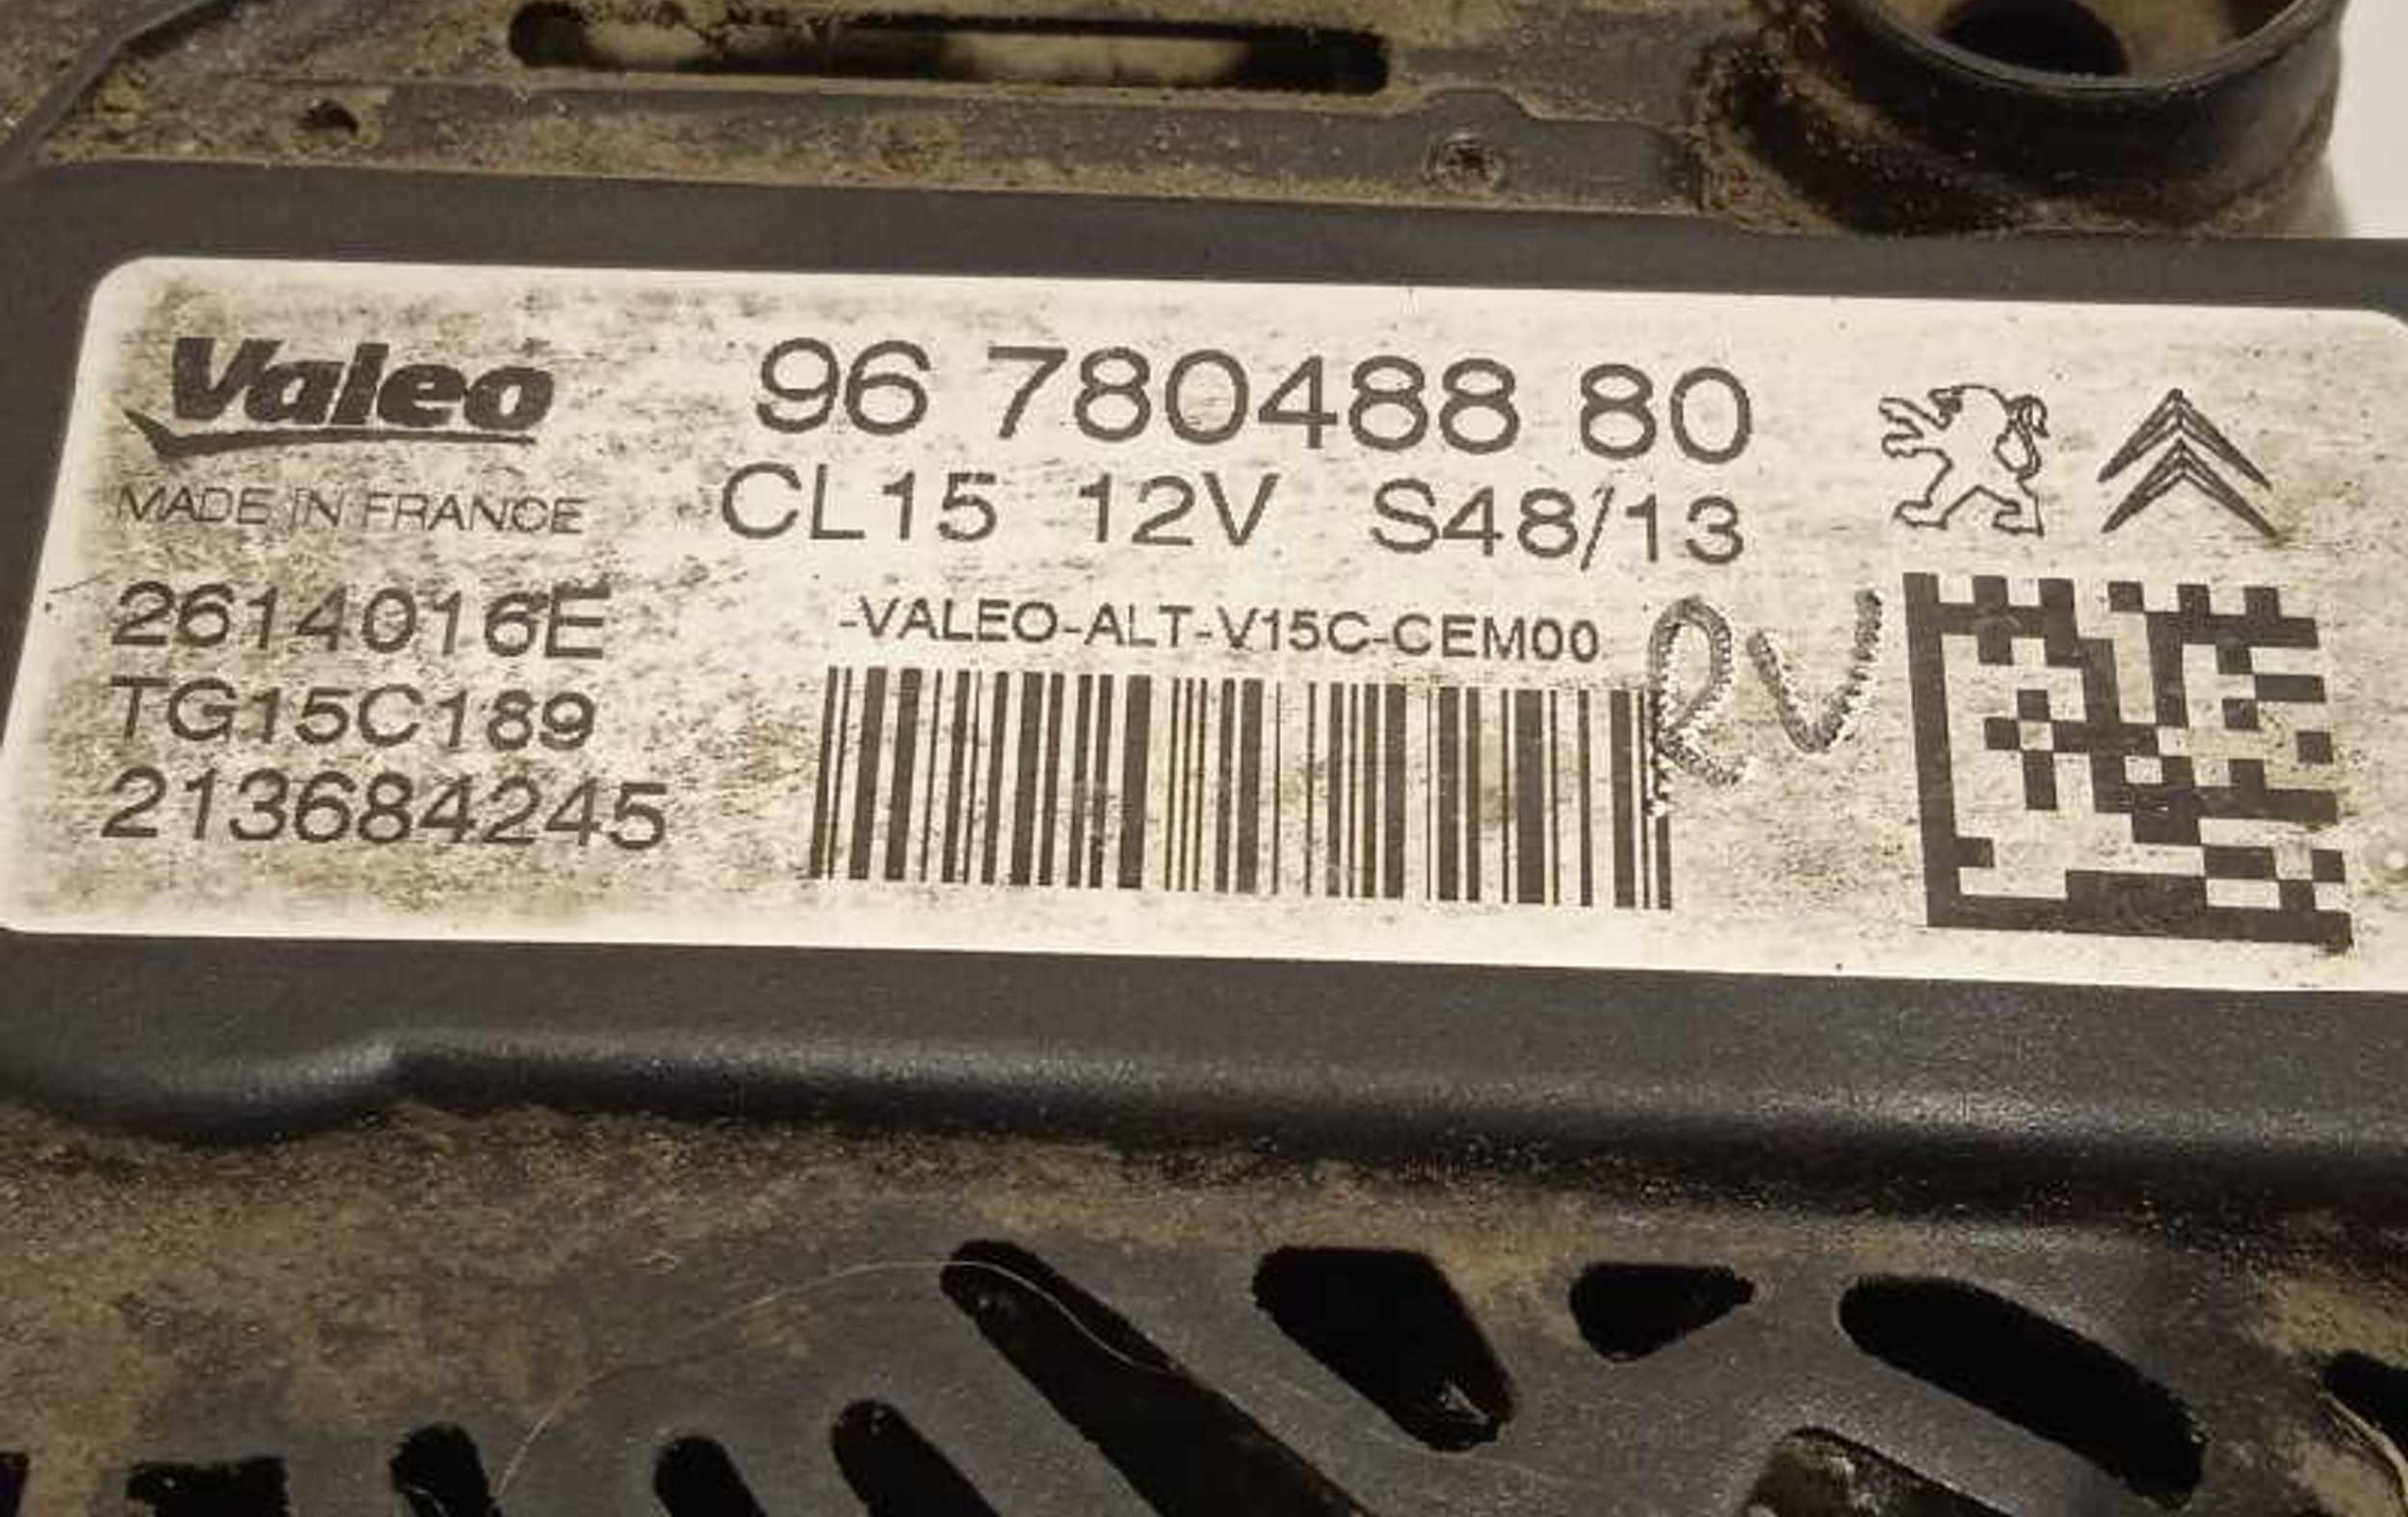 Valeo
MADE IN FRANCE
96 780488 80
CL15 12V S48/13
2614016E
TG15C189
213684245
-VALEO-ALT-V15C-CEM00